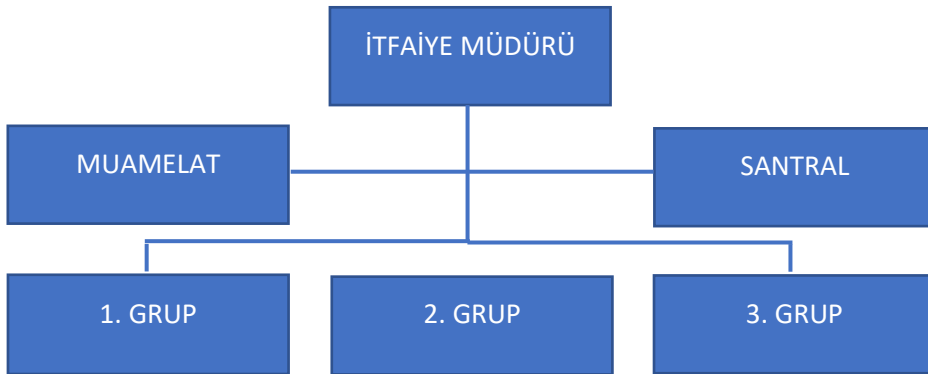 İTFAİYE MÜDÜRÜ
MUAMELAT
SANTRAL
1. GRUP
2. GRUP
3. GRUP